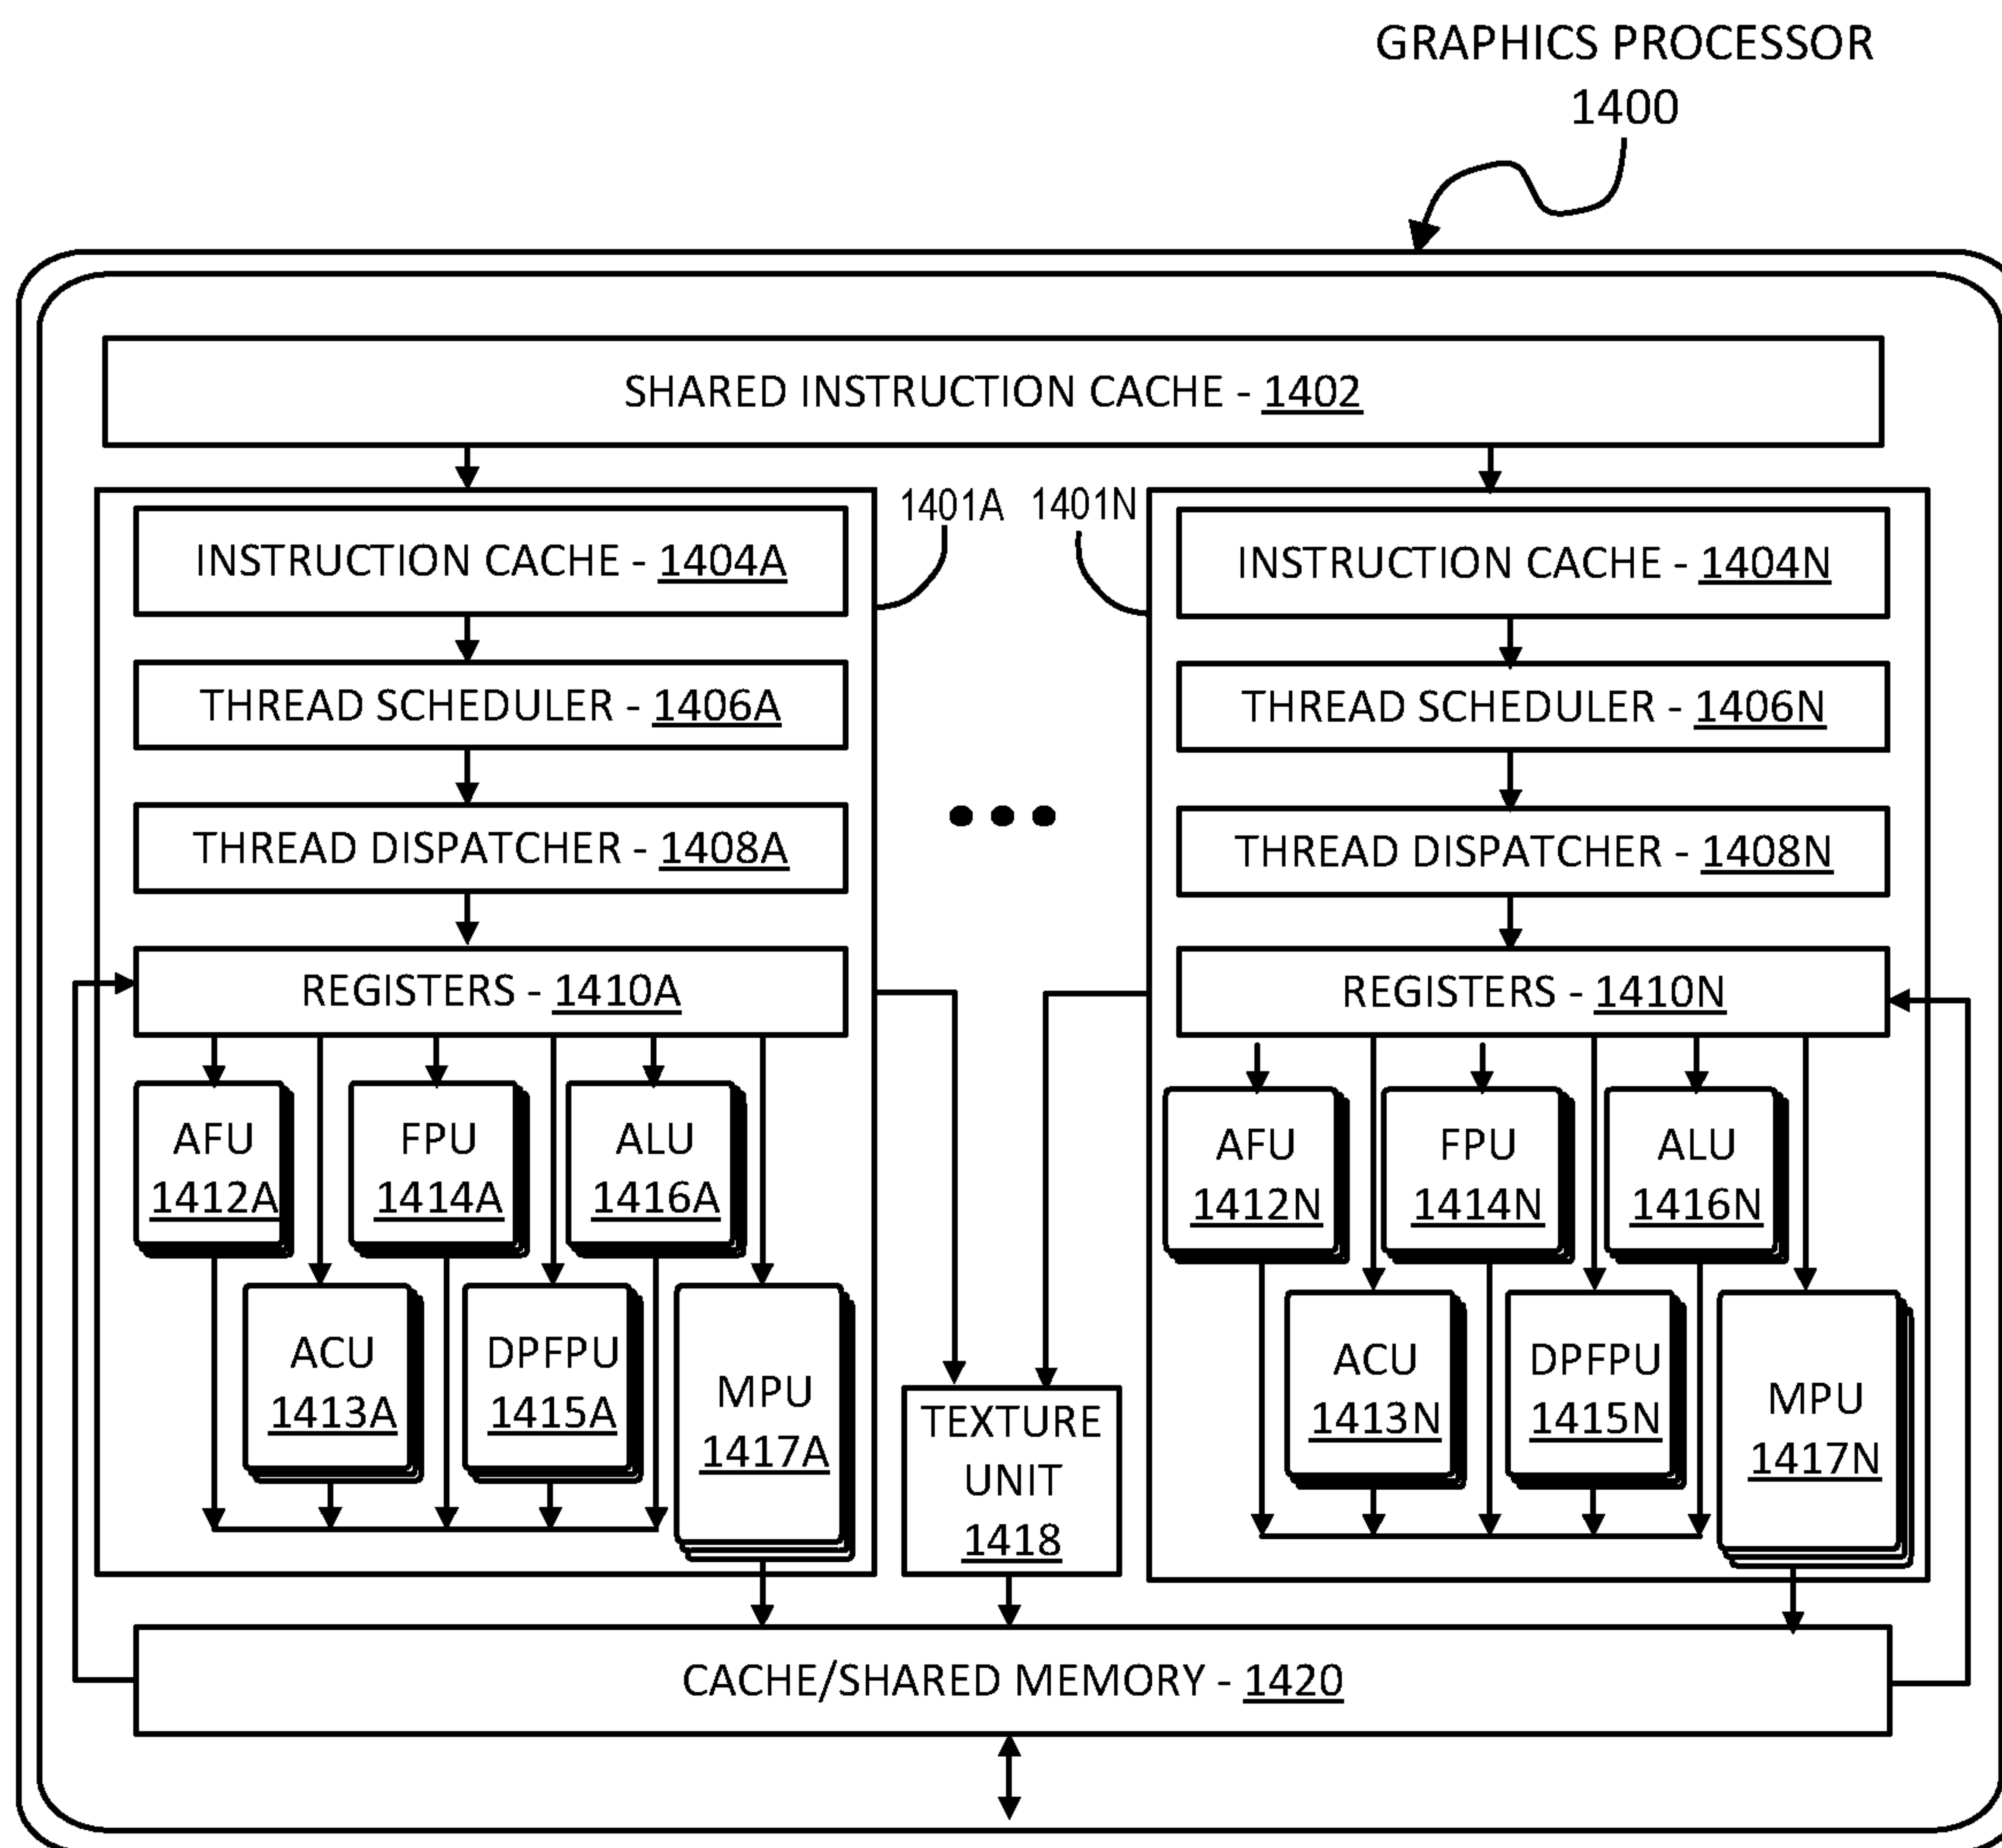 GRAPHICS PROCESSOR
1400
SHARED INSTRUCTION CACHE - 1402
1401A
1401N
INSTRUCTION CACHE - 1404A
THREAD SCHEDULER - 1406A
THREAD DISPATCHER - 1408A
REGISTERS - 1410A
AFU
1412A
FPU
1414A
ALU
1416A
ACU
1413A
DPFPU
1415A
MPU
1417A
TEXTURE
UNIT
1418
INSTRUCTION CACHE - 1404N
THREAD SCHEDULER - 1406N
THREAD DISPATCHER - 1408N
REGISTERS - 1410N
AFU
1412N
FPU
1414N
ALU
1416N
ACU
1413N
DPFPU
1415N
MPU
1417N
CACHE/SHARED MEMORY - 1420